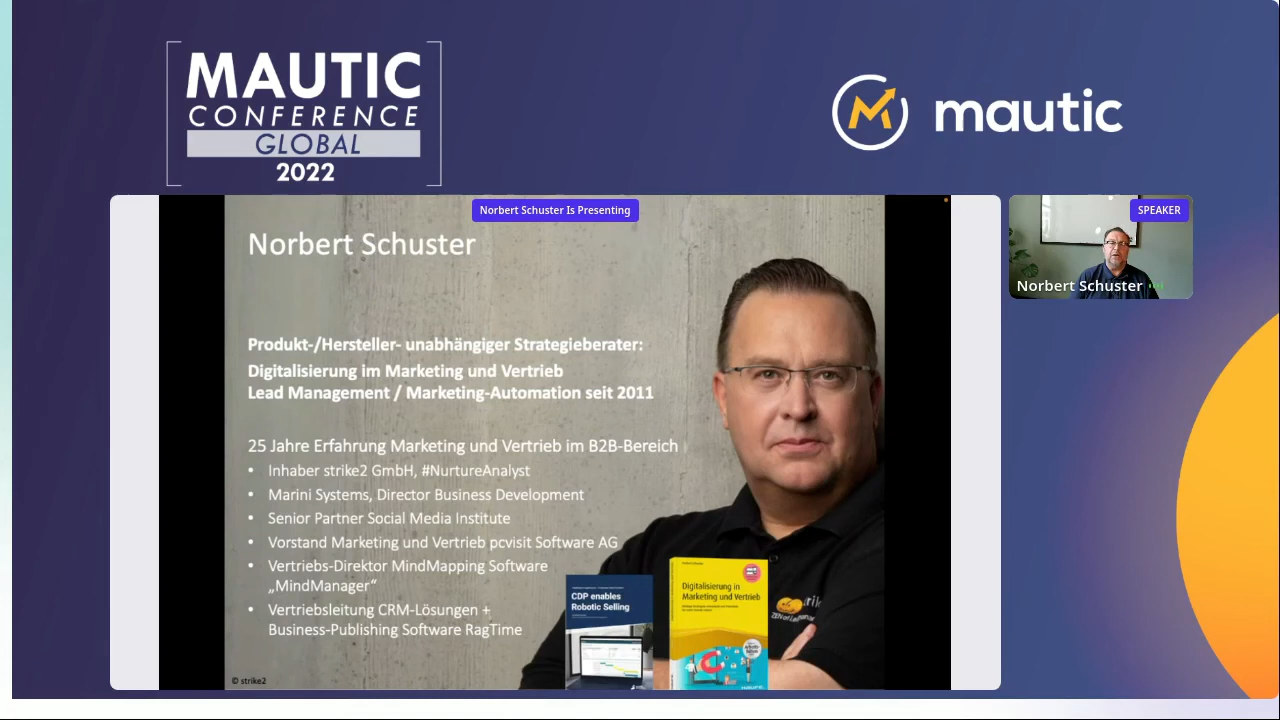 MAUTIC
CONFERENCE
GLOBAL
2022
mautic
Norbert Schuster Is Presenting
SPEAKER
Norbert Schuster
Norbert Schuster
Produkt-/Hersteller- unabhängiger Strategieberater:
Digitalisierung im Marketing und Vertrieb
Lead Management / Marketing-Automation seit 2011
25 Jahre Erfahrung Marketing und Vertrieb im B2B-Bereich
• Inhaber strike2 GmbH, #NurtureAnalyst
• Marini Systems, Director Business Development
• Senior Partner Social Media Institute
• Vorstand Marketing und Vertrieb pcvisit Software AG
• Vertriebs-Direktor MindMapping Software
„MindManager“
• Vertriebsleitung CRM-Lösungen +
Business-Publishing Software RagTime
CDP enables
Robotic Selling
Digitalisierung in
Marketing und Vertrieb
© strike2